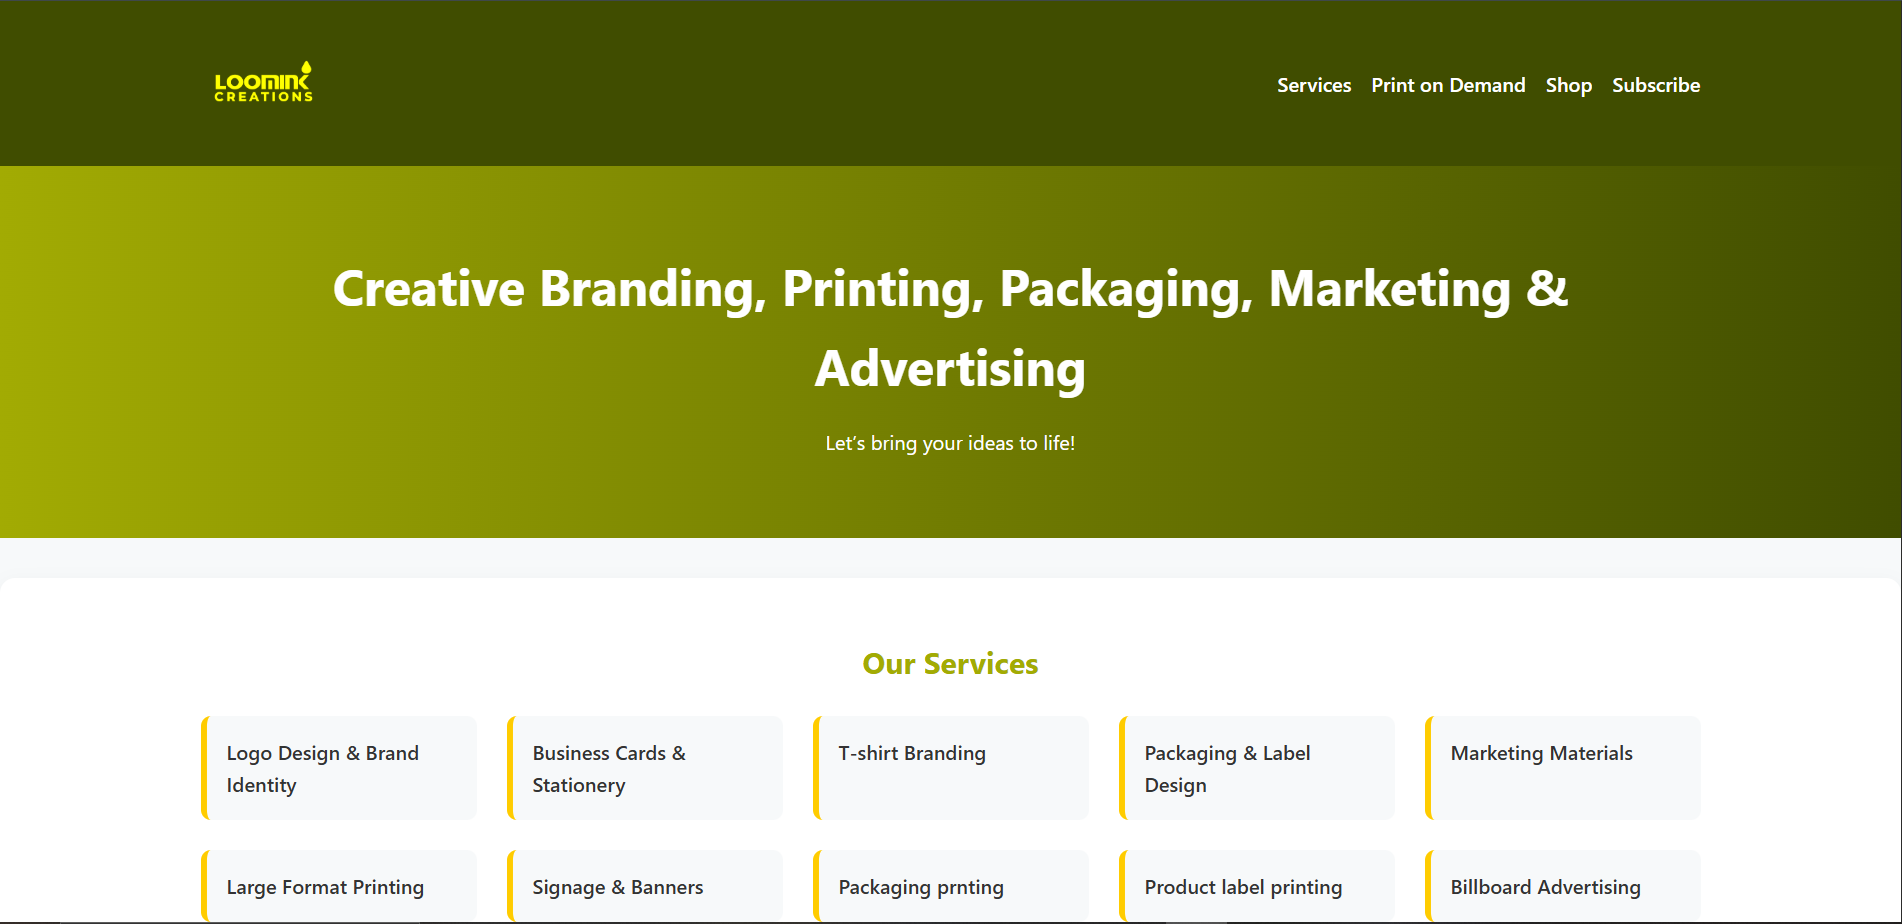 LOOMINK
CREATIONS
Services Print on Demand Shop Subscribe
Creative Branding, Printing, Packaging, Marketing &
Advertising
Let’s bring your ideas to life!
Our Services
Logo Design & Brand
Identity
Business Cards &
Stationery
T-shirt Branding
Packaging & Label
Design
Marketing Materials
Large Format Printing
Signage & Banners
Packaging prnting
Product label printing
Billboard Advertising